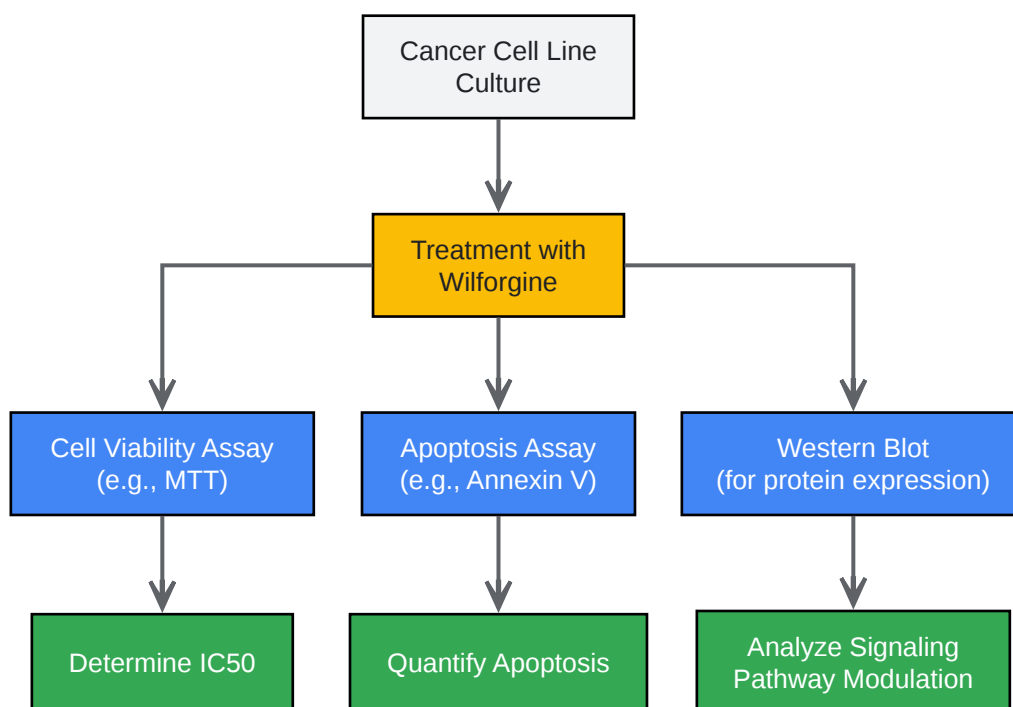 Cancer Cell Line
Culture
Treatment with
Wilforgine
Cell Viability Assay
(e.g., MTT)
Apoptosis Assay
(e.g., Annexin V)
Western Blot
(for protein expression)
Determine IC50
Quantify Apoptosis
Analyze Signaling
Pathway Modulation